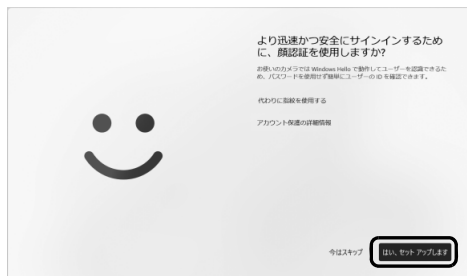 より迅速かつ安全にサインインするため
に、顔認証を使用しますか?
お使いのカメラでは Windows Hello で動作してユーザーを認識できるた
め、パスワードを使用せず簡単にユーザーの ID を確認できます。
代わりに指紋を使用する
アカウント保護の詳細情報
今はスキップ
はい、セット アップします